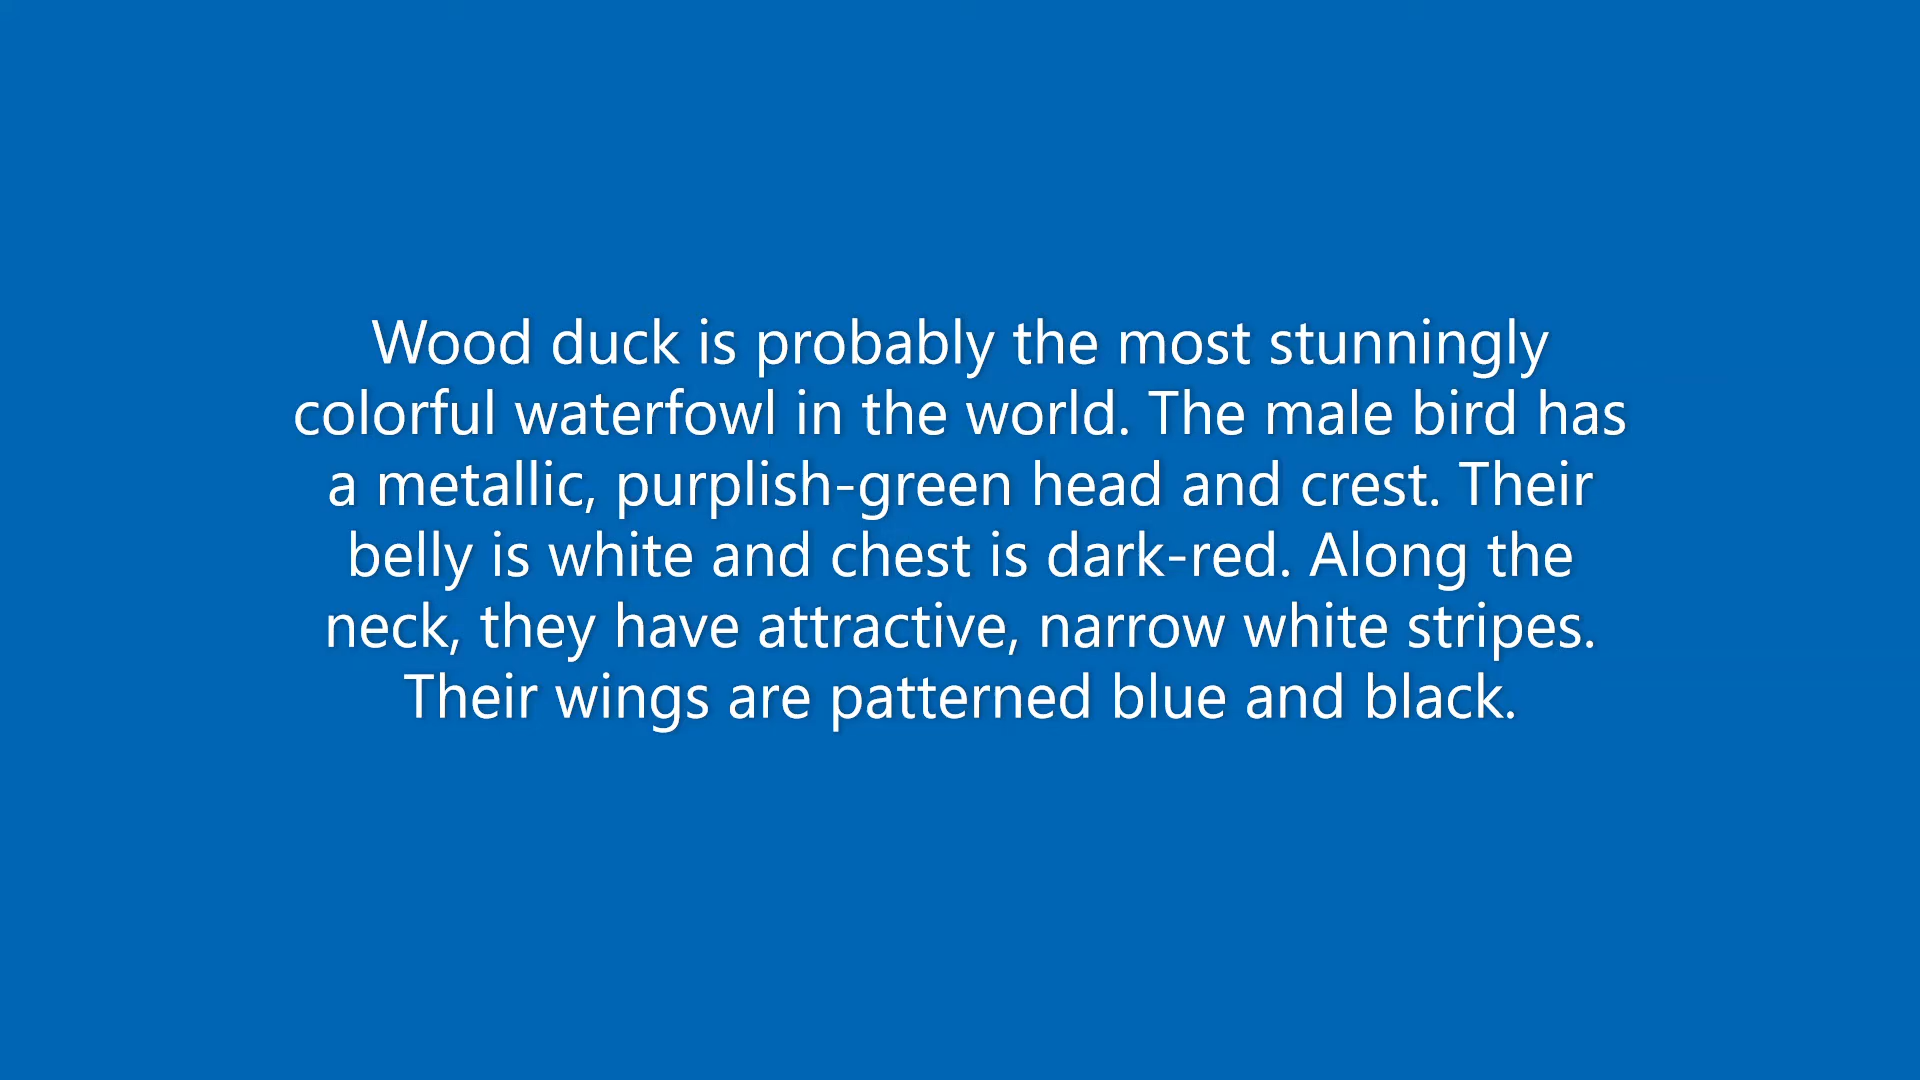 Wood duck is probably the most stunningly
colorful waterfowl in the world. The male bird has
a metallic, purplish-green head and crest. Their
belly is white and chest is dark-red. Along the
neck, they have attractive, narrow white stripes.
Their wings are patterned blue and black.